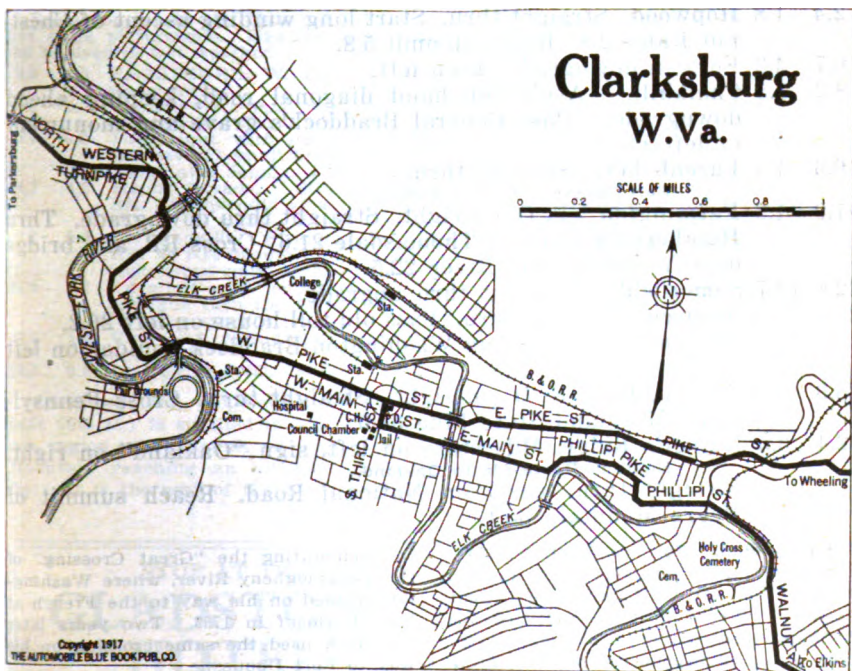 Clarksburg
W.Va.
SCALE OF MILES
0 0.2 0.4 0.6 0.8 1
N
To Parkersburg
NORTH
WESTERN
TURNPIKE
WEST FORK RIVER
PIKE ST.
ELK CREEK
College
Sta.
B. & O. R.R.
W. PIKE ST.
Sta.
Sta.
Fair Grounds
Cem.
Hospital
W. MAIN ST.
C.H.
P.O.
Council Chamber
Jail
S. THIRD ST.
E. PIKE ST.
PIKE ST.
E. MAIN ST.
PHILLIPI PIKE
PHILLIPI ST.
To Wheeling
ELK CREEK
Holy Cross
Cemetery
Cem.
B. & O. R.R.
WALNUT
To Elkins
Copyright 1917
THE AUTOMOBILE BLUE BOOK PUB. CO.